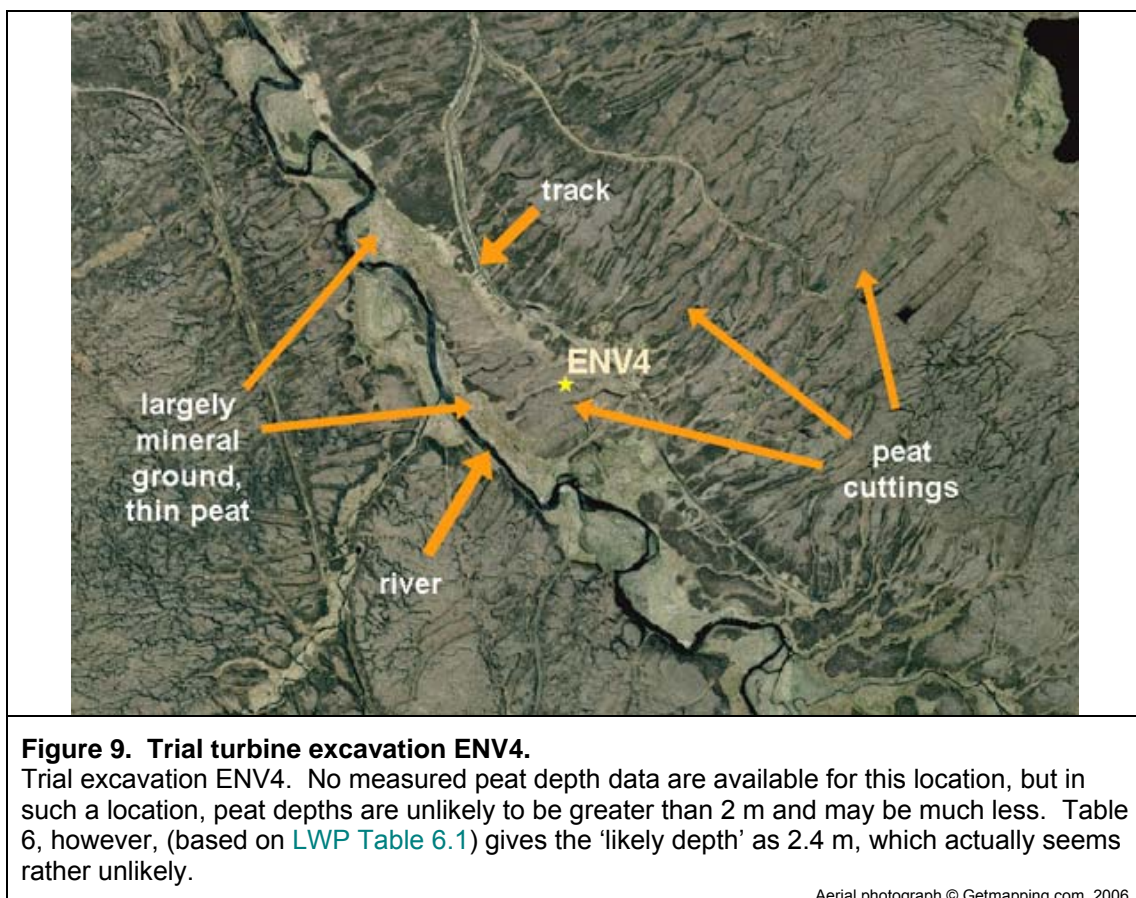 track
ENV4
largely
mineral
ground,
thin peat
peat
cuttings
river
Figure 9. Trial turbine excavation ENV4.
Trial excavation ENV4. No measured peat depth data are available for this location, but in
such a location, peat depths are unlikely to be greater than 2 m and may be much less. Table
6, however, (based on LWP Table 6.1) gives the ‘likely depth’ as 2.4 m, which actually seems
rather unlikely.
Aerial photograph © Getmapping.com 2006